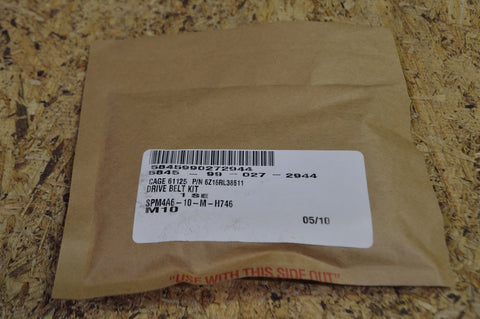 5845990272944
5845 - 99 - 027 - 2944
CAGE 61125 P/N 6Z16RL38611
DRIVE BELT KIT
1 SE
SPM4A6-10-M-H746
M10
05/10
"USE WITH THIS SIDE OUT"